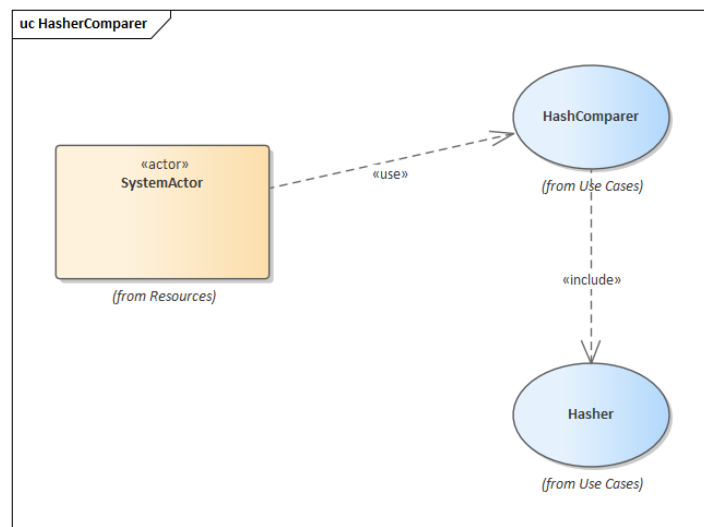 uc HasherComparer
HashComparer
«actor»
SystemActor
«use»
(from Use Cases)
(from Resources)
«include»
Hasher
(from Use Cases)